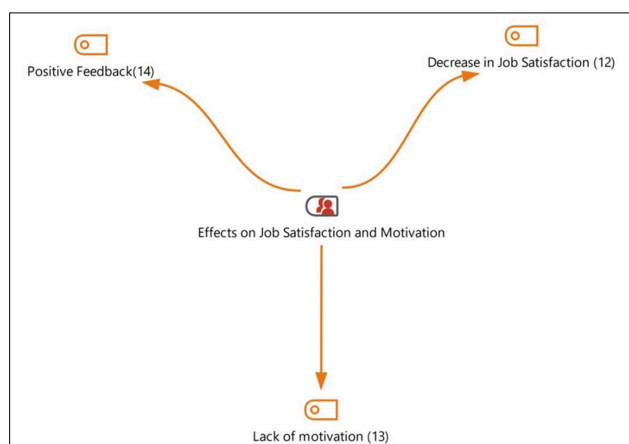 Positive Feedback(14)
Decrease in Job Satisfaction (12)
Effects on Job Satisfaction and Motivation
Lack of motivation (13)